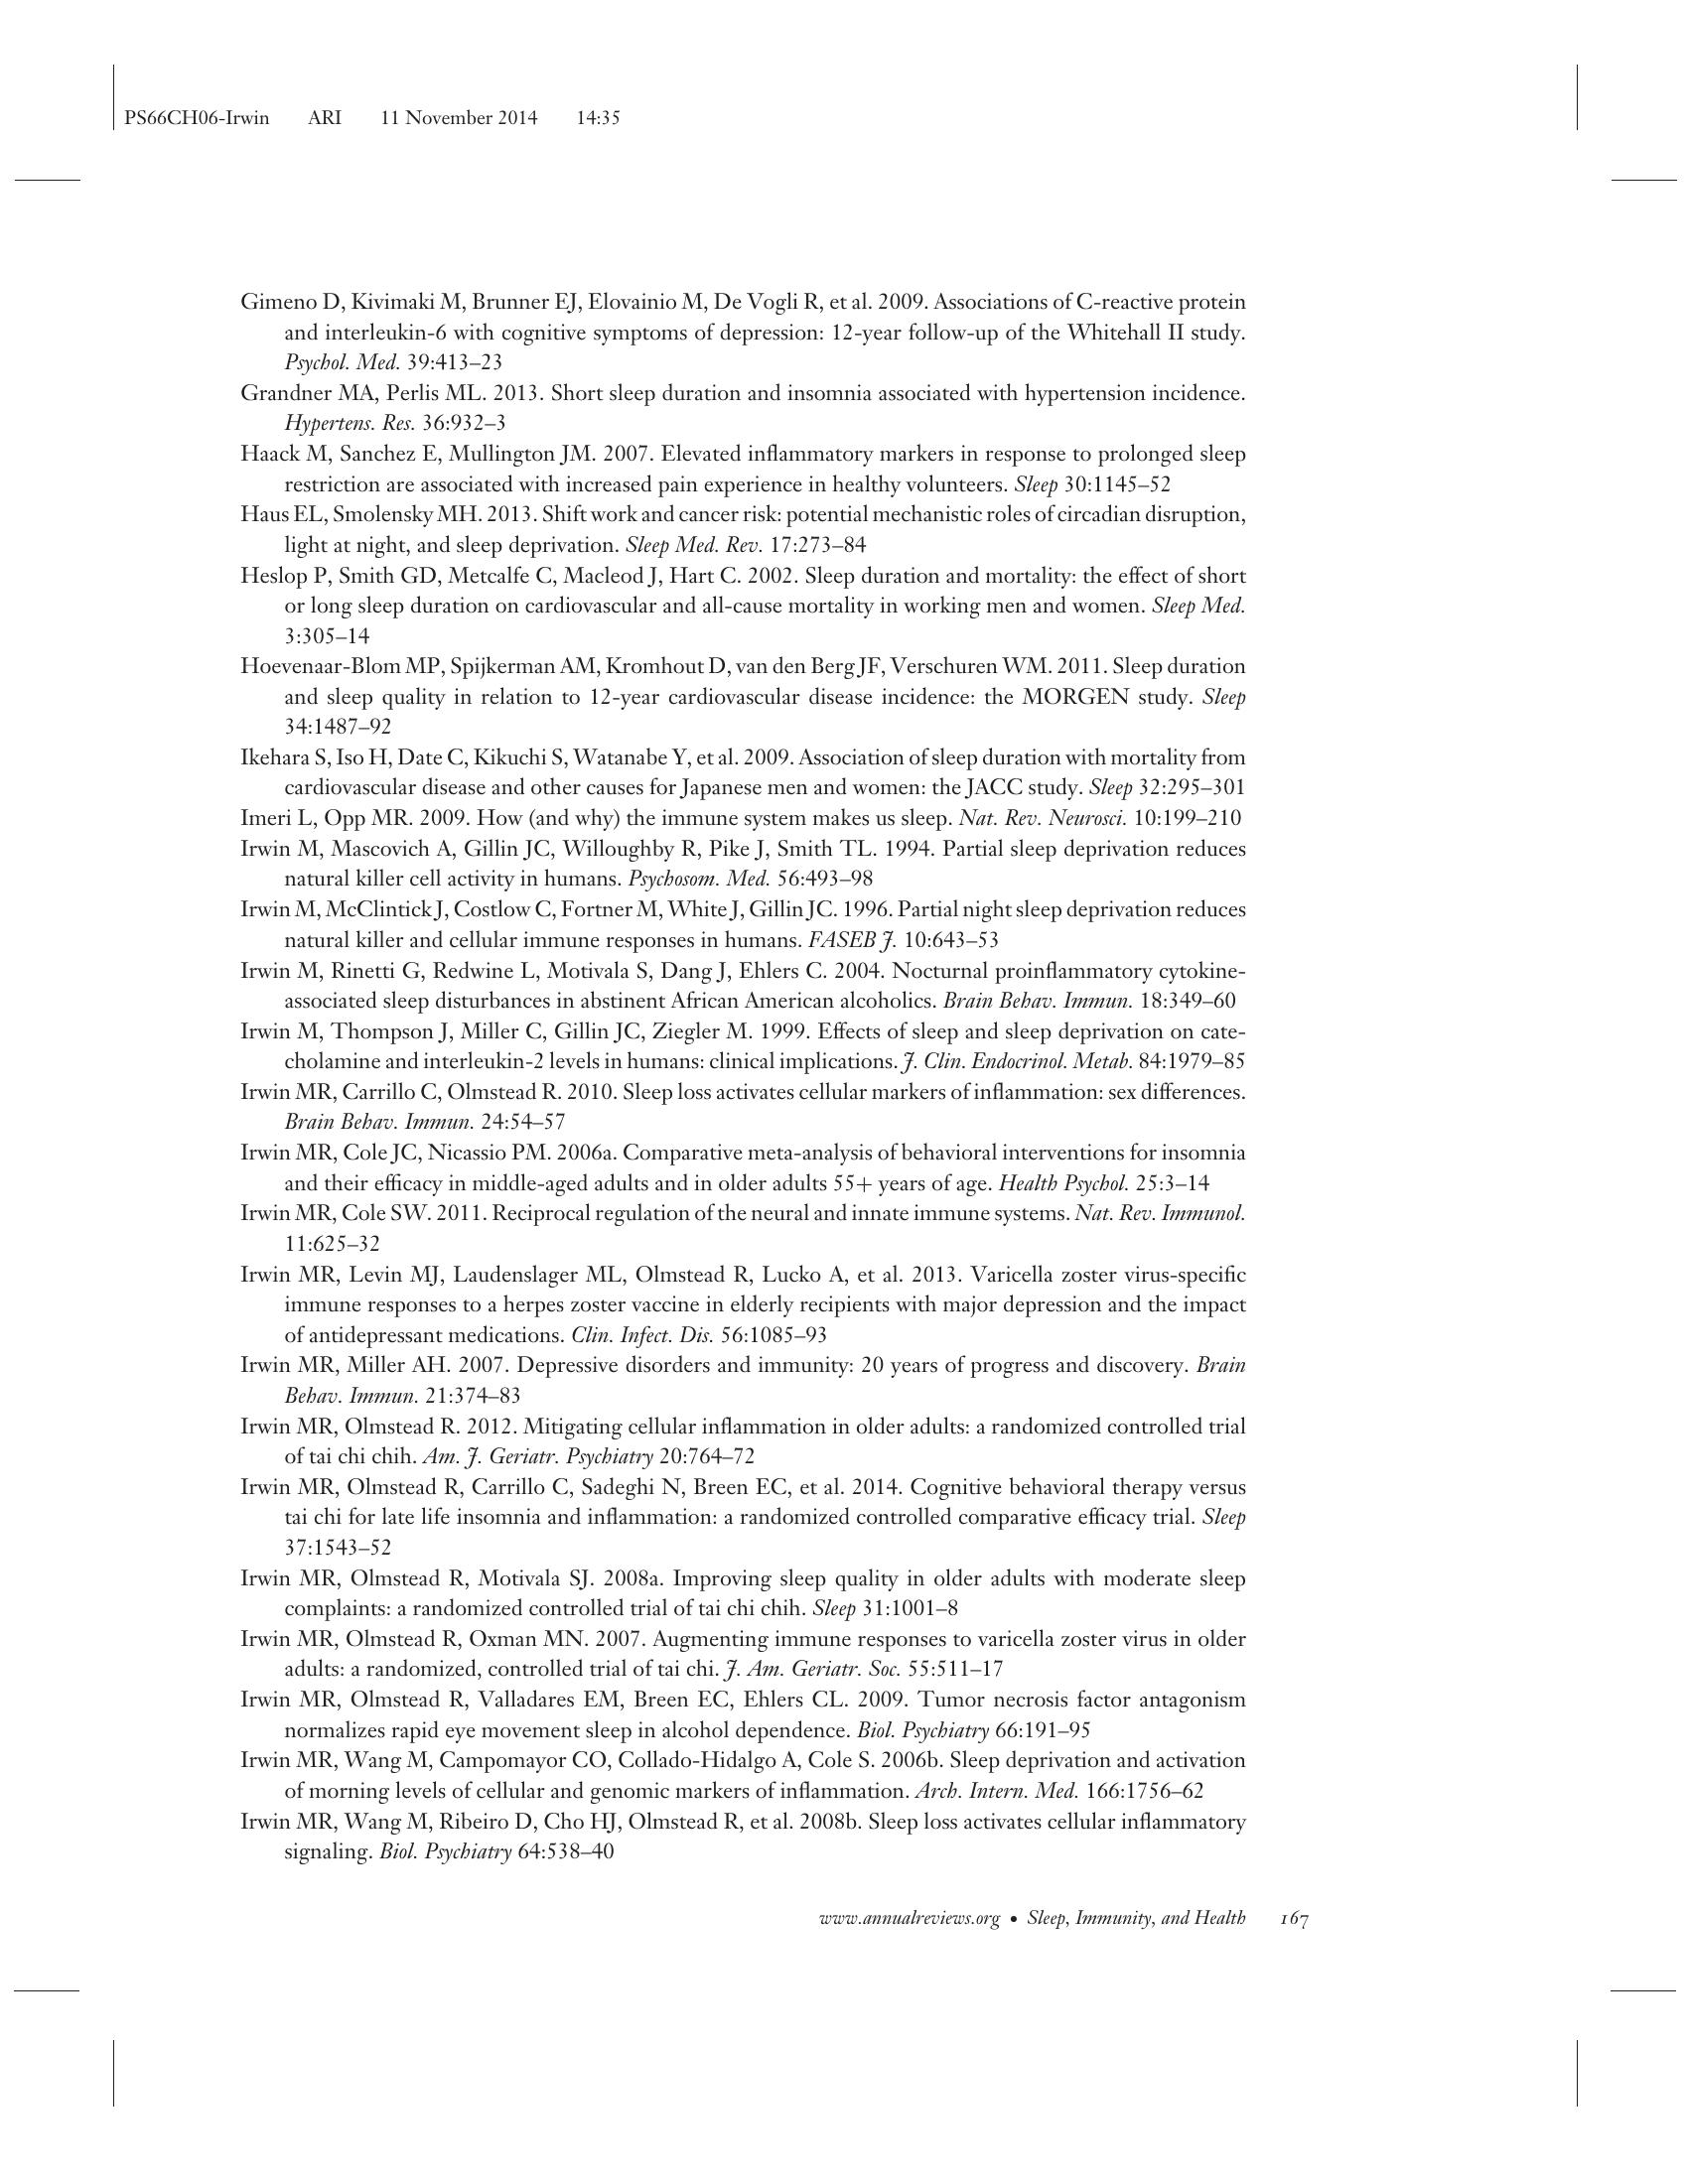 PS66CH06-Irwin ARI 11 November 2014 14:35
Gimeno D, Kivimaki M, Brunner EJ, Elovainio M, De Vogli R, et al. 2009. Associations of C-reactive protein
and interleukin-6 with cognitive symptoms of depression: 12-year follow-up of the Whitehall II study.
Psychol. Med. 39:413–23
Grandner MA, Perlis ML. 2013. Short sleep duration and insomnia associated with hypertension incidence.
Hypertens. Res. 36:932–3
Haack M, Sanchez E, Mullington JM. 2007. Elevated inflammatory markers in response to prolonged sleep
restriction are associated with increased pain experience in healthy volunteers. Sleep 30:1145–52
Haus EL, Smolensky MH. 2013. Shift work and cancer risk: potential mechanistic roles of circadian disruption,
light at night, and sleep deprivation. Sleep Med. Rev. 17:273–84
Heslop P, Smith GD, Metcalfe C, Macleod J, Hart C. 2002. Sleep duration and mortality: the effect of short
or long sleep duration on cardiovascular and all-cause mortality in working men and women. Sleep Med.
3:305–14
Hoevenaar-Blom MP, Spijkerman AM, Kromhout D, van den Berg JF, Verschuren WM. 2011. Sleep duration
and sleep quality in relation to 12-year cardiovascular disease incidence: the MORGEN study. Sleep
34:1487–92
Ikehara S, Iso H, Date C, Kikuchi S, Watanabe Y, et al. 2009. Association of sleep duration with mortality from
cardiovascular disease and other causes for Japanese men and women: the JACC study. Sleep 32:295–301
Imeri L, Opp MR. 2009. How (and why) the immune system makes us sleep. Nat. Rev. Neurosci. 10:199–210
Irwin M, Mascovich A, Gillin JC, Willoughby R, Pike J, Smith TL. 1994. Partial sleep deprivation reduces
natural killer cell activity in humans. Psychosom. Med. 56:493–98
Irwin M, McClintick J, Costlow C, Fortner M, White J, Gillin JC. 1996. Partial night sleep deprivation reduces
natural killer and cellular immune responses in humans. FASEB J. 10:643–53
Irwin M, Rinetti G, Redwine L, Motivala S, Dang J, Ehlers C. 2004. Nocturnal proinflammatory cytokine-
associated sleep disturbances in abstinent African American alcoholics. Brain Behav. Immun. 18:349–60
Irwin M, Thompson J, Miller C, Gillin JC, Ziegler M. 1999. Effects of sleep and sleep deprivation on cate-
cholamine and interleukin-2 levels in humans: clinical implications. J. Clin. Endocrinol. Metab. 84:1979–85
Irwin MR, Carrillo C, Olmstead R. 2010. Sleep loss activates cellular markers of inflammation: sex differences.
Brain Behav. Immun. 24:54–57
Irwin MR, Cole JC, Nicassio PM. 2006a. Comparative meta-analysis of behavioral interventions for insomnia
and their efficacy in middle-aged adults and in older adults 55+ years of age. Health Psychol. 25:3–14
Irwin MR, Cole SW. 2011. Reciprocal regulation of the neural and innate immune systems. Nat. Rev. Immunol.
11:625–32
Irwin MR, Levin MJ, Laudenslager ML, Olmstead R, Lucko A, et al. 2013. Varicella zoster virus-specific
immune responses to a herpes zoster vaccine in elderly recipients with major depression and the impact
of antidepressant medications. Clin. Infect. Dis. 56:1085–93
Irwin MR, Miller AH. 2007. Depressive disorders and immunity: 20 years of progress and discovery. Brain
Behav. Immun. 21:374–83
Irwin MR, Olmstead R. 2012. Mitigating cellular inflammation in older adults: a randomized controlled trial
of tai chi chih. Am. J. Geriatr. Psychiatry 20:764–72
Irwin MR, Olmstead R, Carrillo C, Sadeghi N, Breen EC, et al. 2014. Cognitive behavioral therapy versus
tai chi for late life insomnia and inflammation: a randomized controlled comparative efficacy trial. Sleep
37:1543–52
Irwin MR, Olmstead R, Motivala SJ. 2008a. Improving sleep quality in older adults with moderate sleep
complaints: a randomized controlled trial of tai chi chih. Sleep 31:1001–8
Irwin MR, Olmstead R, Oxman MN. 2007. Augmenting immune responses to varicella zoster virus in older
adults: a randomized, controlled trial of tai chi. J. Am. Geriatr. Soc. 55:511–17
Irwin MR, Olmstead R, Valladares EM, Breen EC, Ehlers CL. 2009. Tumor necrosis factor antagonism
normalizes rapid eye movement sleep in alcohol dependence. Biol. Psychiatry 66:191–95
Irwin MR, Wang M, Campomayor CO, Collado-Hidalgo A, Cole S. 2006b. Sleep deprivation and activation
of morning levels of cellular and genomic markers of inflammation. Arch. Intern. Med. 166:1756–62
Irwin MR, Wang M, Ribeiro D, Cho HJ, Olmstead R, et al. 2008b. Sleep loss activates cellular inflammatory
signaling. Biol. Psychiatry 64:538–40
www.annualreviews.org • Sleep, Immunity, and Health 167